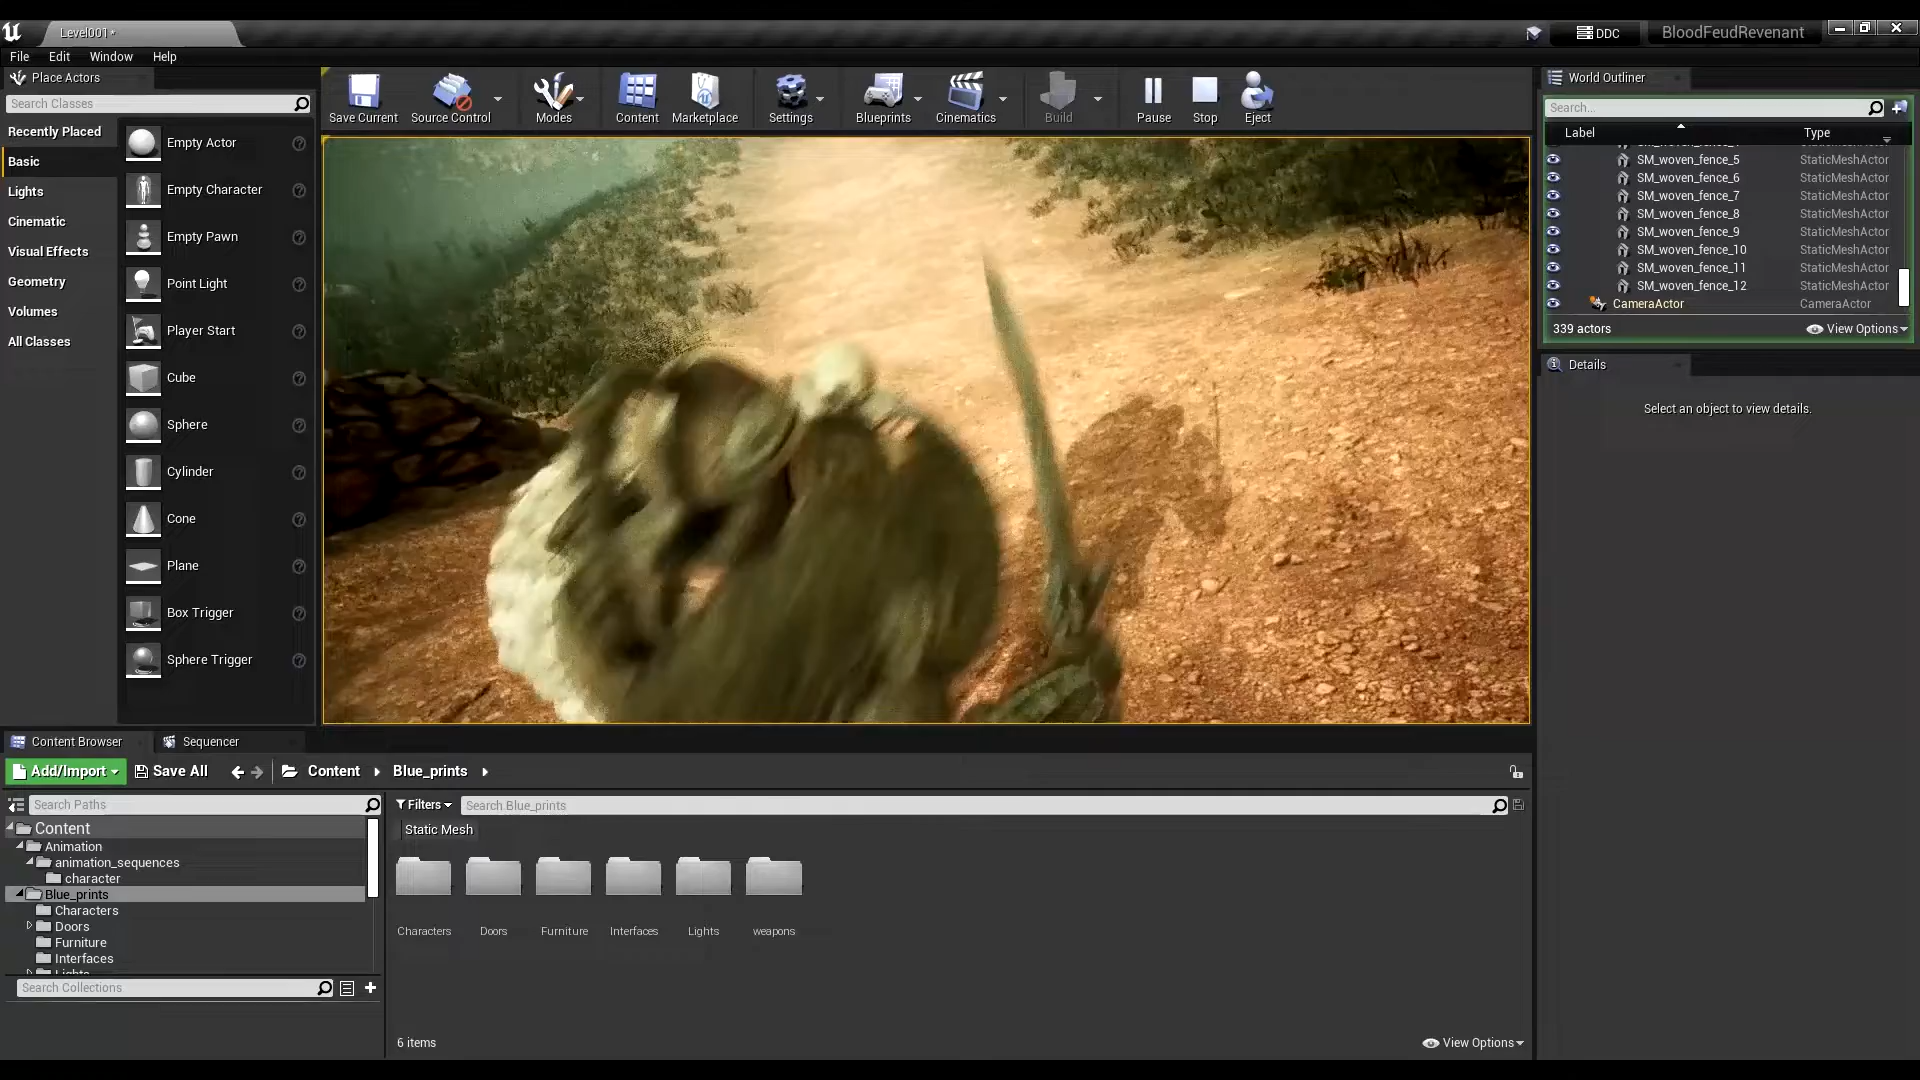 Level001*
DDC
BloodFeudRevenant
File Edit Window Help
Place Actors
Search Classes
Recently Placed
Basic
Lights
Cinematic
Visual Effects
Geometry
Volumes
All Classes
Empty Actor
Empty Character
Empty Pawn
Point Light
Player Start
Cube
Sphere
Cylinder
Cone
Plane
Box Trigger
Sphere Trigger
Save Current
Source Control
Modes
Content
Marketplace
Settings
Blueprints
Cinematics
Build
Pause
Stop
Eject
World Outliner
Search...
Label Type
SM_woven_fence_5 StaticMeshActor
SM_woven_fence_6 StaticMeshActor
SM_woven_fence_7 StaticMeshActor
SM_woven_fence_8 StaticMeshActor
SM_woven_fence_9 StaticMeshActor
SM_woven_fence_10 StaticMeshActor
SM_woven_fence_11 StaticMeshActor
SM_woven_fence_12 StaticMeshActor
CameraActor CameraActor
339 actors View Options
Details
Select an object to view details.
Content Browser Sequencer
Add/Import Save All Content Blue_prints
Search Paths
Content
Animation
animation_sequences
character
Blue_prints
Characters
Doors
Furniture
Interfaces
Lights
Search Collections
Filters Search Blue_prints
Static Mesh
Characters Doors Furniture Interfaces Lights weapons
6 items View Options